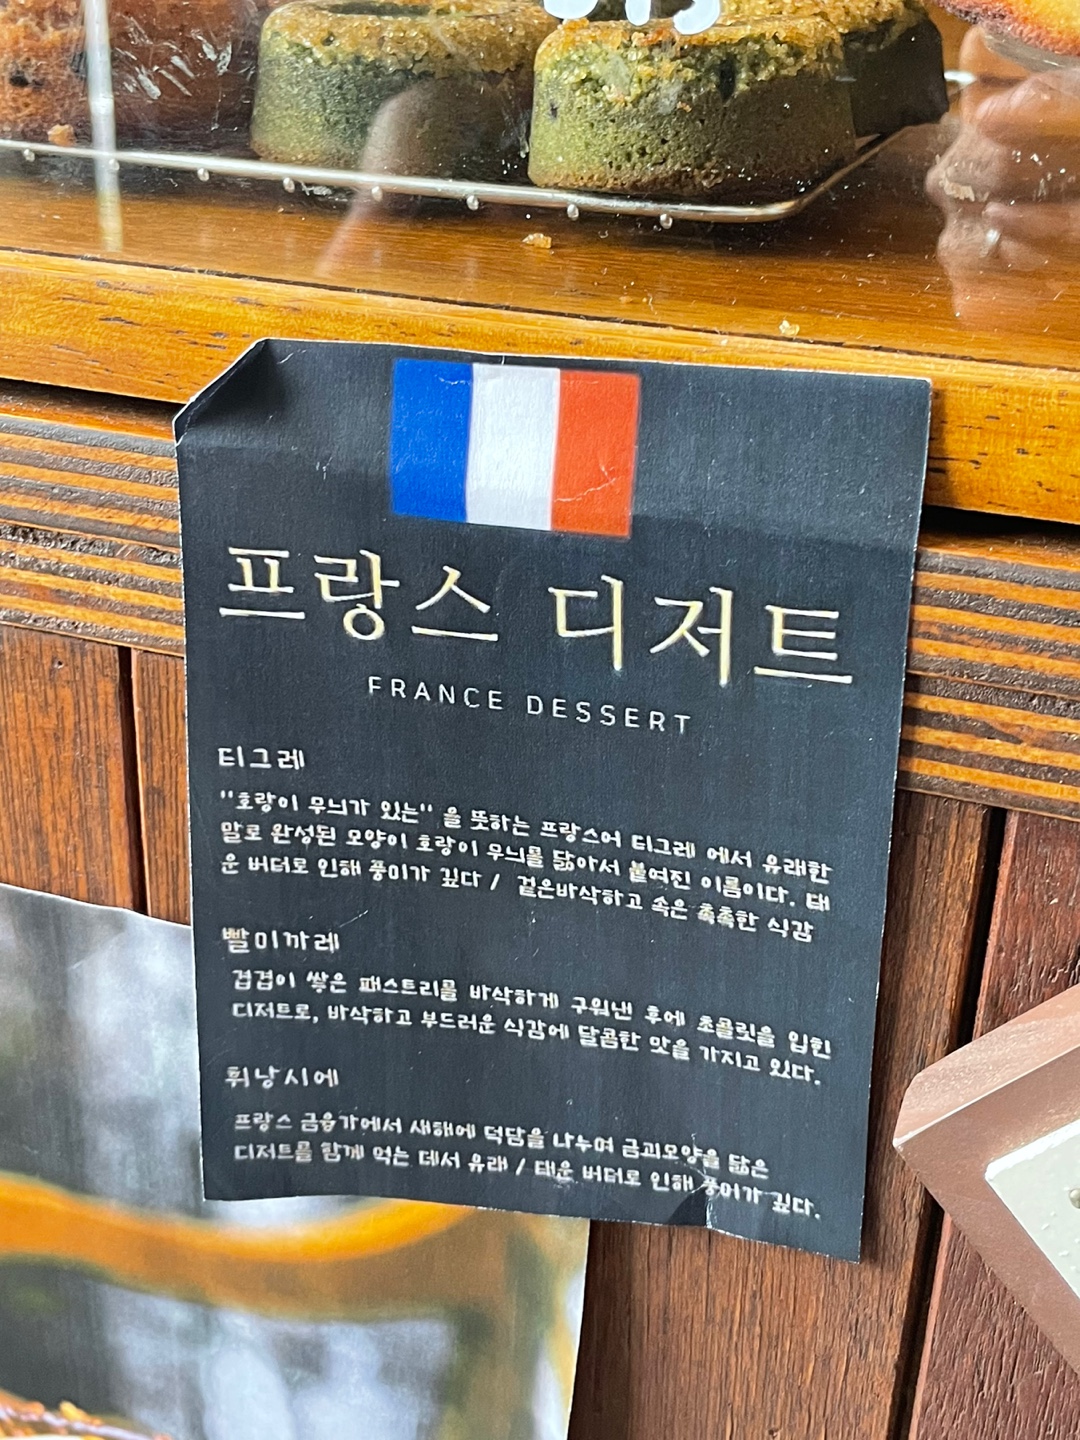 프랑스 디저트
FRANCE DESSERT
티그레
"호랑이 무늬가 있는" 을 뜻하는 프랑스어 티그레 에서 유래한
말로 완성된 모양이 호랑이 무늬를 닮아서 붙여진 이름이다. 태
운 버터로 인해 풍미가 깊다 / 겉은바삭하고 속은 촉촉한 식감
빨미까레
겹겹이 쌓은 패스트리를 바삭하게 구워낸 후에 초콜릿을 입힌
디저트로, 바삭하고 부드러운 식감에 달콤한 맛을 가지고 있다.
휘낭시에
프랑스 금융가에서 새해에 덕담을 나누며 금괴모양을 닮은
디저트를 함께 먹는 데서 유래 / 태운 버터로 인해 풍미가 깊다.